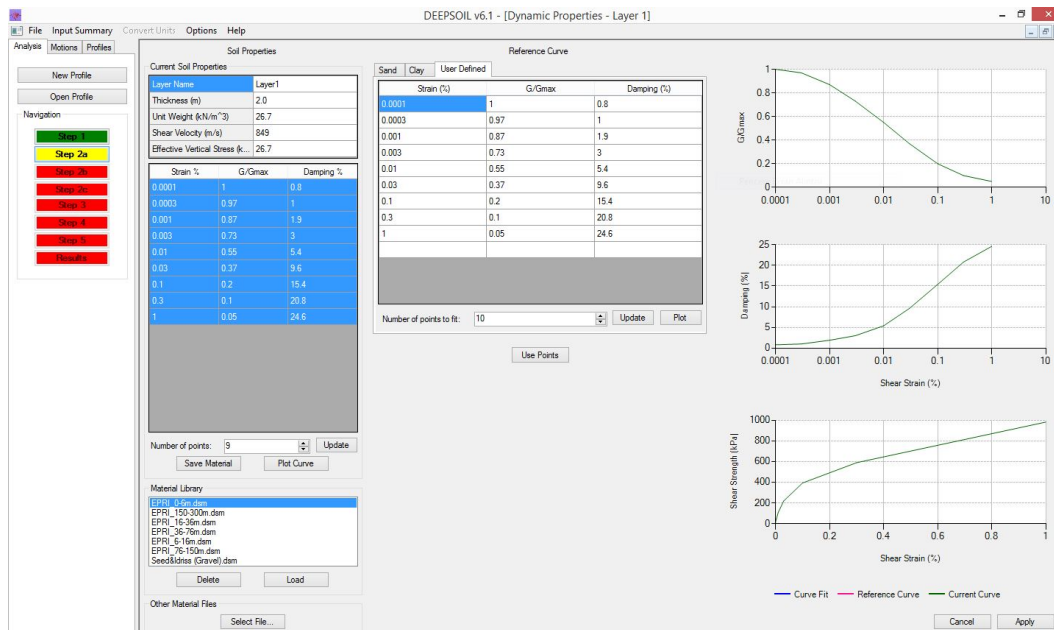 DEEPSOIL v6.1 - [Dynamic Properties - Layer 1]
File Input Summary Convert Units Options Help
Analysis Motions Profiles
New Profile
Open Profile
Navigation
Step 1
Step 2a
Step 2b
Step 2c
Step 3
Step 4
Step 5
Results
Soil Properties
Current Soil Properties
Layer Name Layer1
Thickness (m) 2.0
Unit Weight (kN/m^3) 26.7
Shear Velocity (m/s) 849
Effective Vertical Stress (k... 26.7
Strain % G/Gmax Damping %
0.0001 1 0.8
0.0003 0.97 1
0.001 0.87 1.9
0.003 0.73 3
0.01 0.55 5.4
0.03 0.37 9.6
0.1 0.2 15.4
0.3 0.1 20.8
1 0.05 24.6
Number of points: 9 Update
Save Material Plot Curve
Material Library
EPRI_0-6m.dsm
EPRI_150-300m.dsm
EPRI_16-36m.dsm
EPRI_36-76m.dsm
EPRI_6-16m.dsm
EPRI_76-150m.dsm
Seed&Idriss (Gravel).dsm
Delete Load
Other Material Files
Select File...
Reference Curve
Sand Clay User Defined
Strain (%) G/Gmax Damping (%)
0.0001 1 0.8
0.0003 0.97 1
0.001 0.87 1.9
0.003 0.73 3
0.01 0.55 5.4
0.03 0.37 9.6
0.1 0.2 15.4
0.3 0.1 20.8
1 0.05 24.6
Number of points to fit: 10 Update Plot
Use Points
G/Gmax
1
0.8
0.6
0.4
0.2
0
0.0001 0.001 0.01 0.1 1 10
Damping (%)
25
20
15
10
5
0
0.0001 0.001 0.01 0.1 1 10
Shear Strain (%)
Shear Strength (kPa)
1000
800
600
400
200
0
0 0.2 0.4 0.6 0.8 1
Shear Strain (%)
Curve Fit Reference Curve Current Curve
Cancel Apply